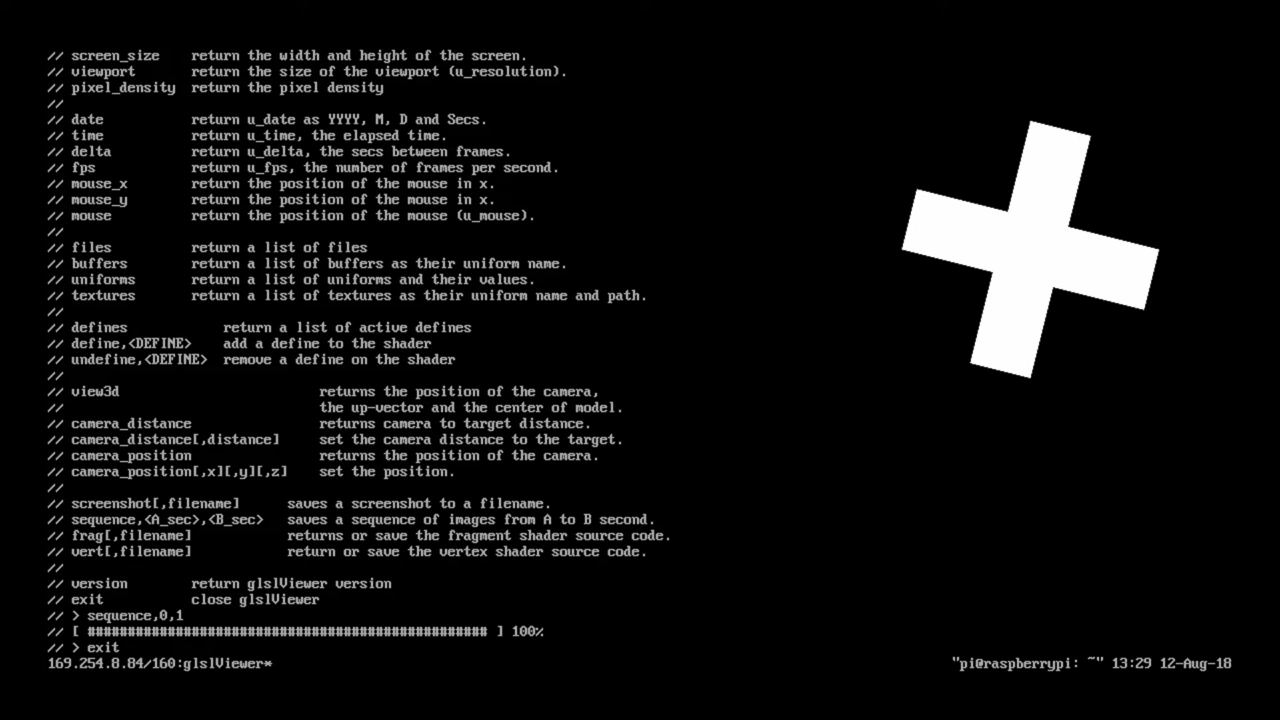 // screen_size    return the width and height of the screen.
// viewport       return the size of the viewport (u_resolution).
// pixel_density  return the pixel density
//
// date           return u_date as YYYY, M, D and Secs.
// time           return u_time, the elapsed time.
// delta          return u_delta, the secs between frames.
// fps            return u_fps, the number of frames per second.
// mouse_x        return the position of the mouse in x.
// mouse_y        return the position of the mouse in x.
// mouse          return the position of the mouse (u_mouse).
//
// files          return a list of files
// buffers        return a list of buffers as their uniform name.
// uniforms       return a list of uniforms and their values.
// textures       return a list of textures as their uniform name and path.
//
// defines            return a list of active defines
// define,<DEFINE>    add a define to the shader
// undefine,<DEFINE>  remove a define on the shader
//
// view3d                         returns the position of the camera,
//                                the up-vector and the center of model.
// camera_distance                returns camera to target distance.
// camera_distance[,distance]     set the camera distance to the target.
// camera_position                returns the position of the camera.
// camera_position[,x][,y][,z]    set the position.
//
// screenshot[,filename]      saves a screenshot to a filename.
// sequence,<A_sec>,<B_sec>   saves a sequence of images from A to B second.
// frag[,filename]            returns or save the fragment shader source code.
// vert[,filename]            return or save the vertex shader source code.
//
// version        return glslViewer version
// exit           close glslViewer
// > sequence,0,1
// [ ################################################## ] 100%
// > exit
169.254.8.84/160:glslViewer* "pi@raspberrypi: ~" 13:29 12-Aug-18